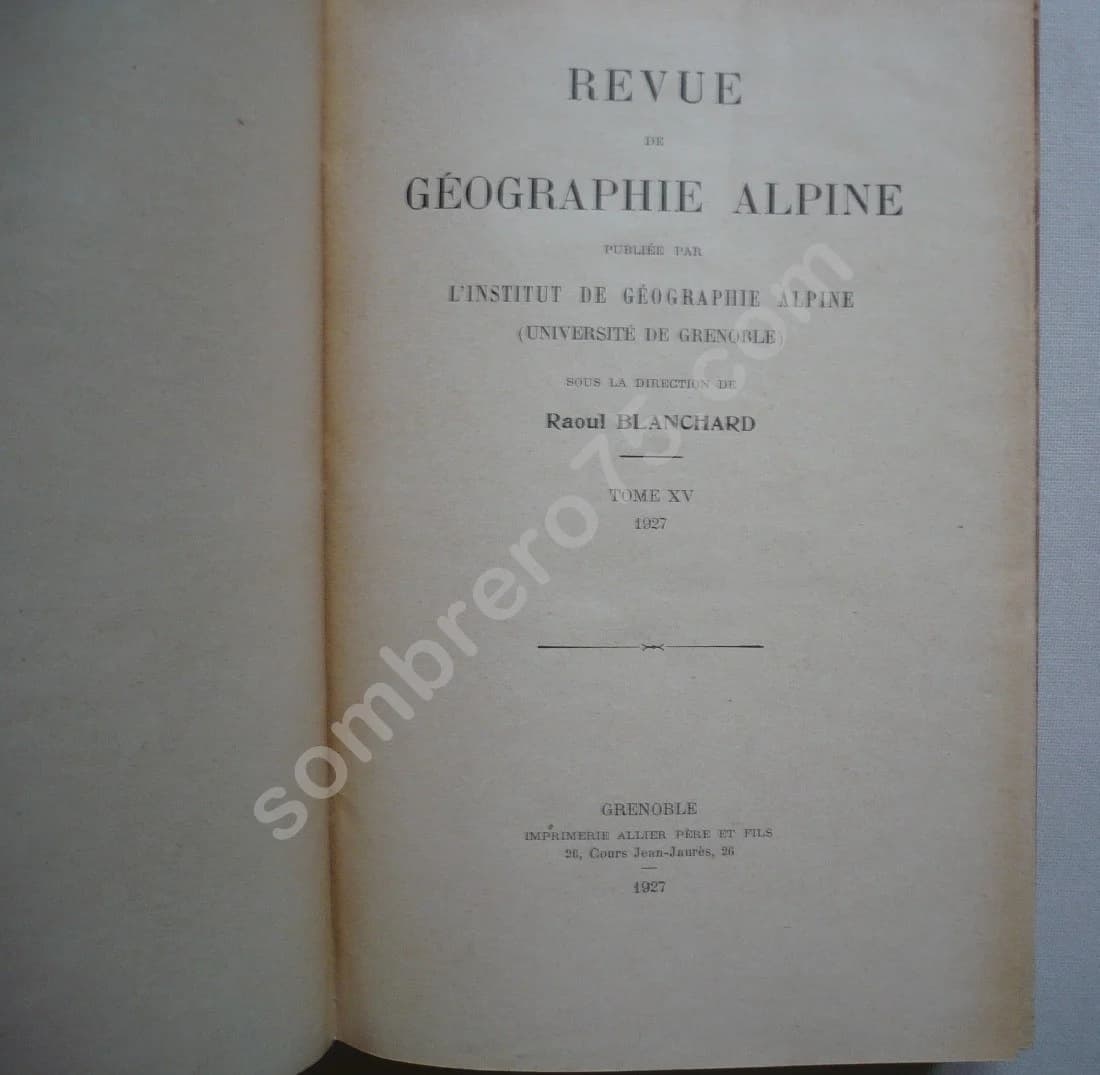 REVUE
DE
GÉOGRAPHIE ALPINE
PUBLIÉE PAR
L'INSTITUT DE GÉOGRAPHIE ALPINE
(UNIVERSITÉ DE GRENOBLE)
SOUS LA DIRECTION DE
Raoul BLANCHARD
TOME XV
1927
GRENOBLE
IMPRIMERIE ALLIER PÈRE ET FILS
26, Cours Jean-Jaurès, 26
1927
sombrero75.com